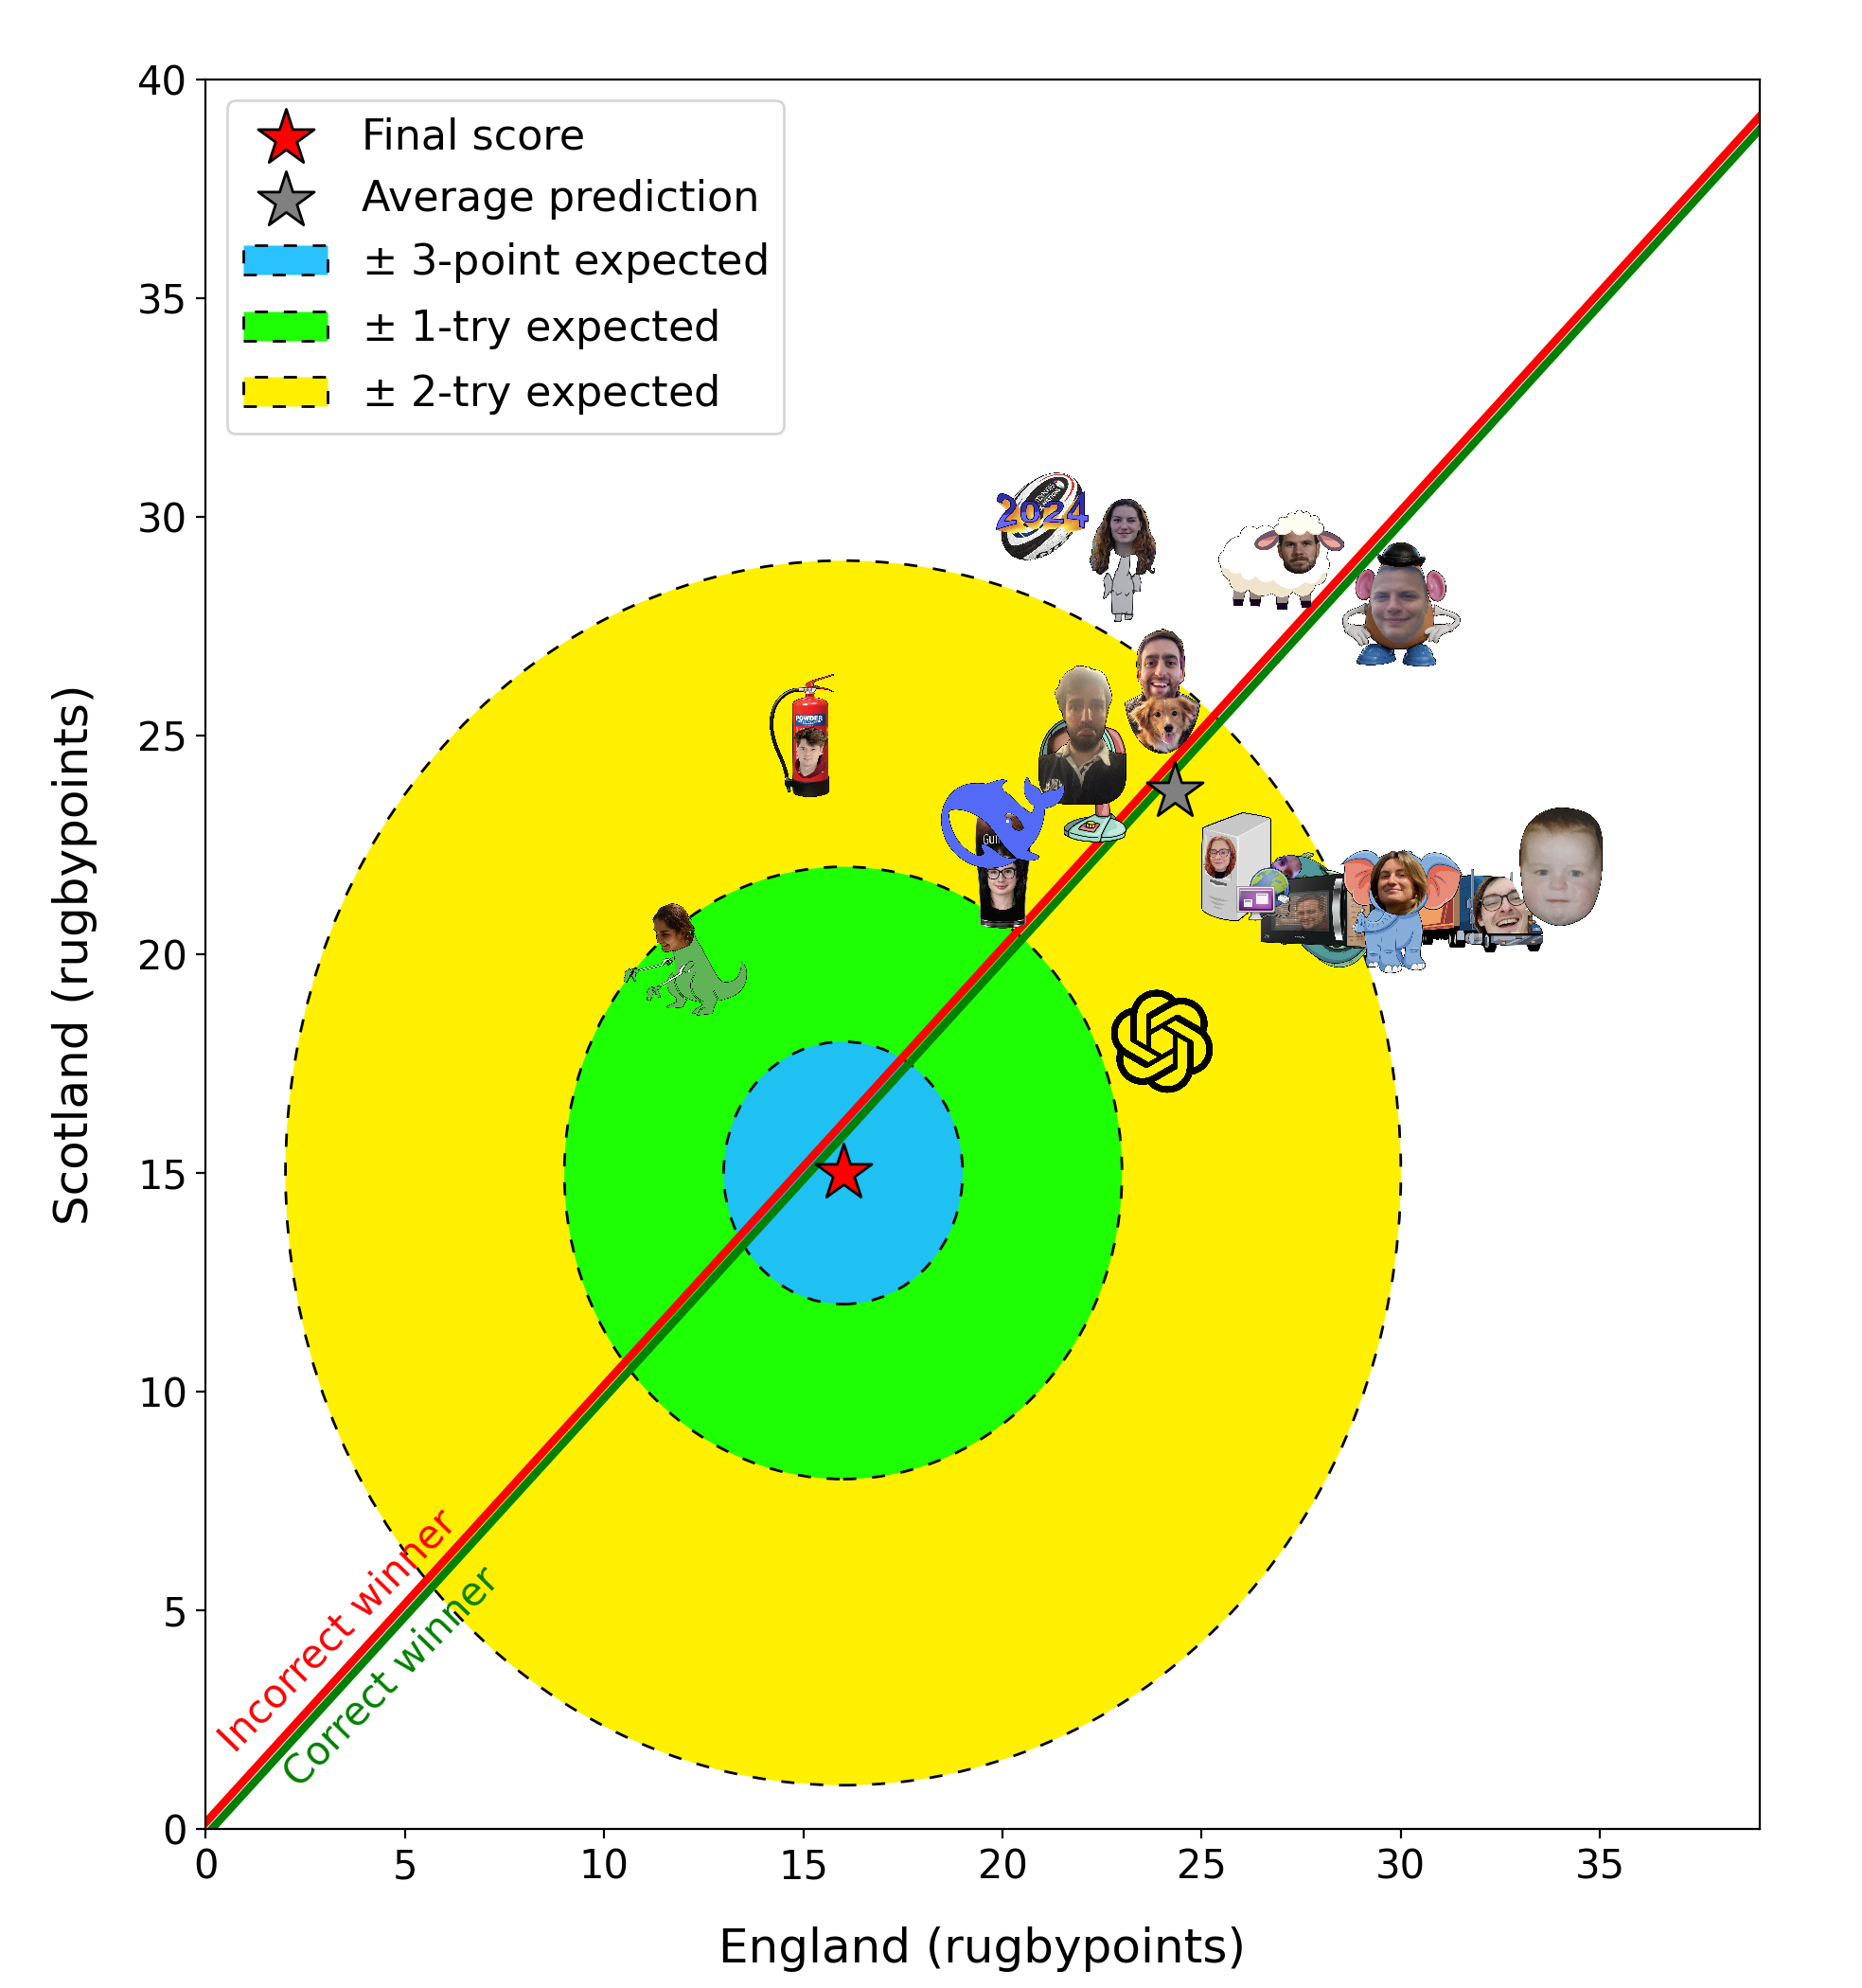 Final score
Average prediction
± 3-point expected
± 1-try expected
± 2-try expected
40
35
30
25
20
15
10
5
0
Scotland (rugbypoints)
2024
POWDER
Incorrect winner
Correct winner
0 5 10 15 20 25 30 35
England (rugbypoints)